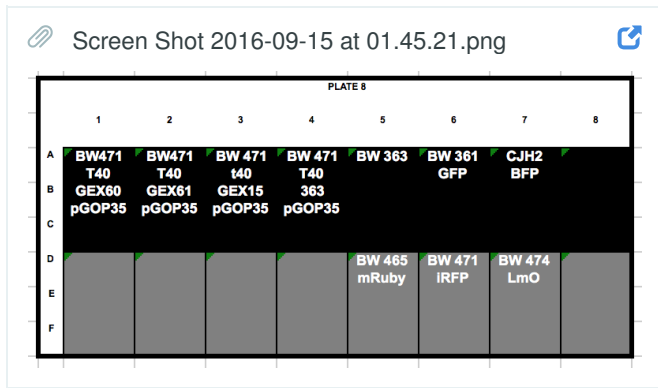 Screen Shot 2016-09-15 at 01.45.21.png
PLATE 8
1 2 3 4 5 6 7 8
A BW471 BW471 BW 471 BW 471 BW 363 BW 361 CJH2
T40 T40 t40 T40 GFP BFP
B GEX60 GEX61 GEX15 363
pGOP35 pGOP35 pGOP35 pGOP35
C
D BW 465 BW 471 BW 474
mRuby iRFP LmO
E
F